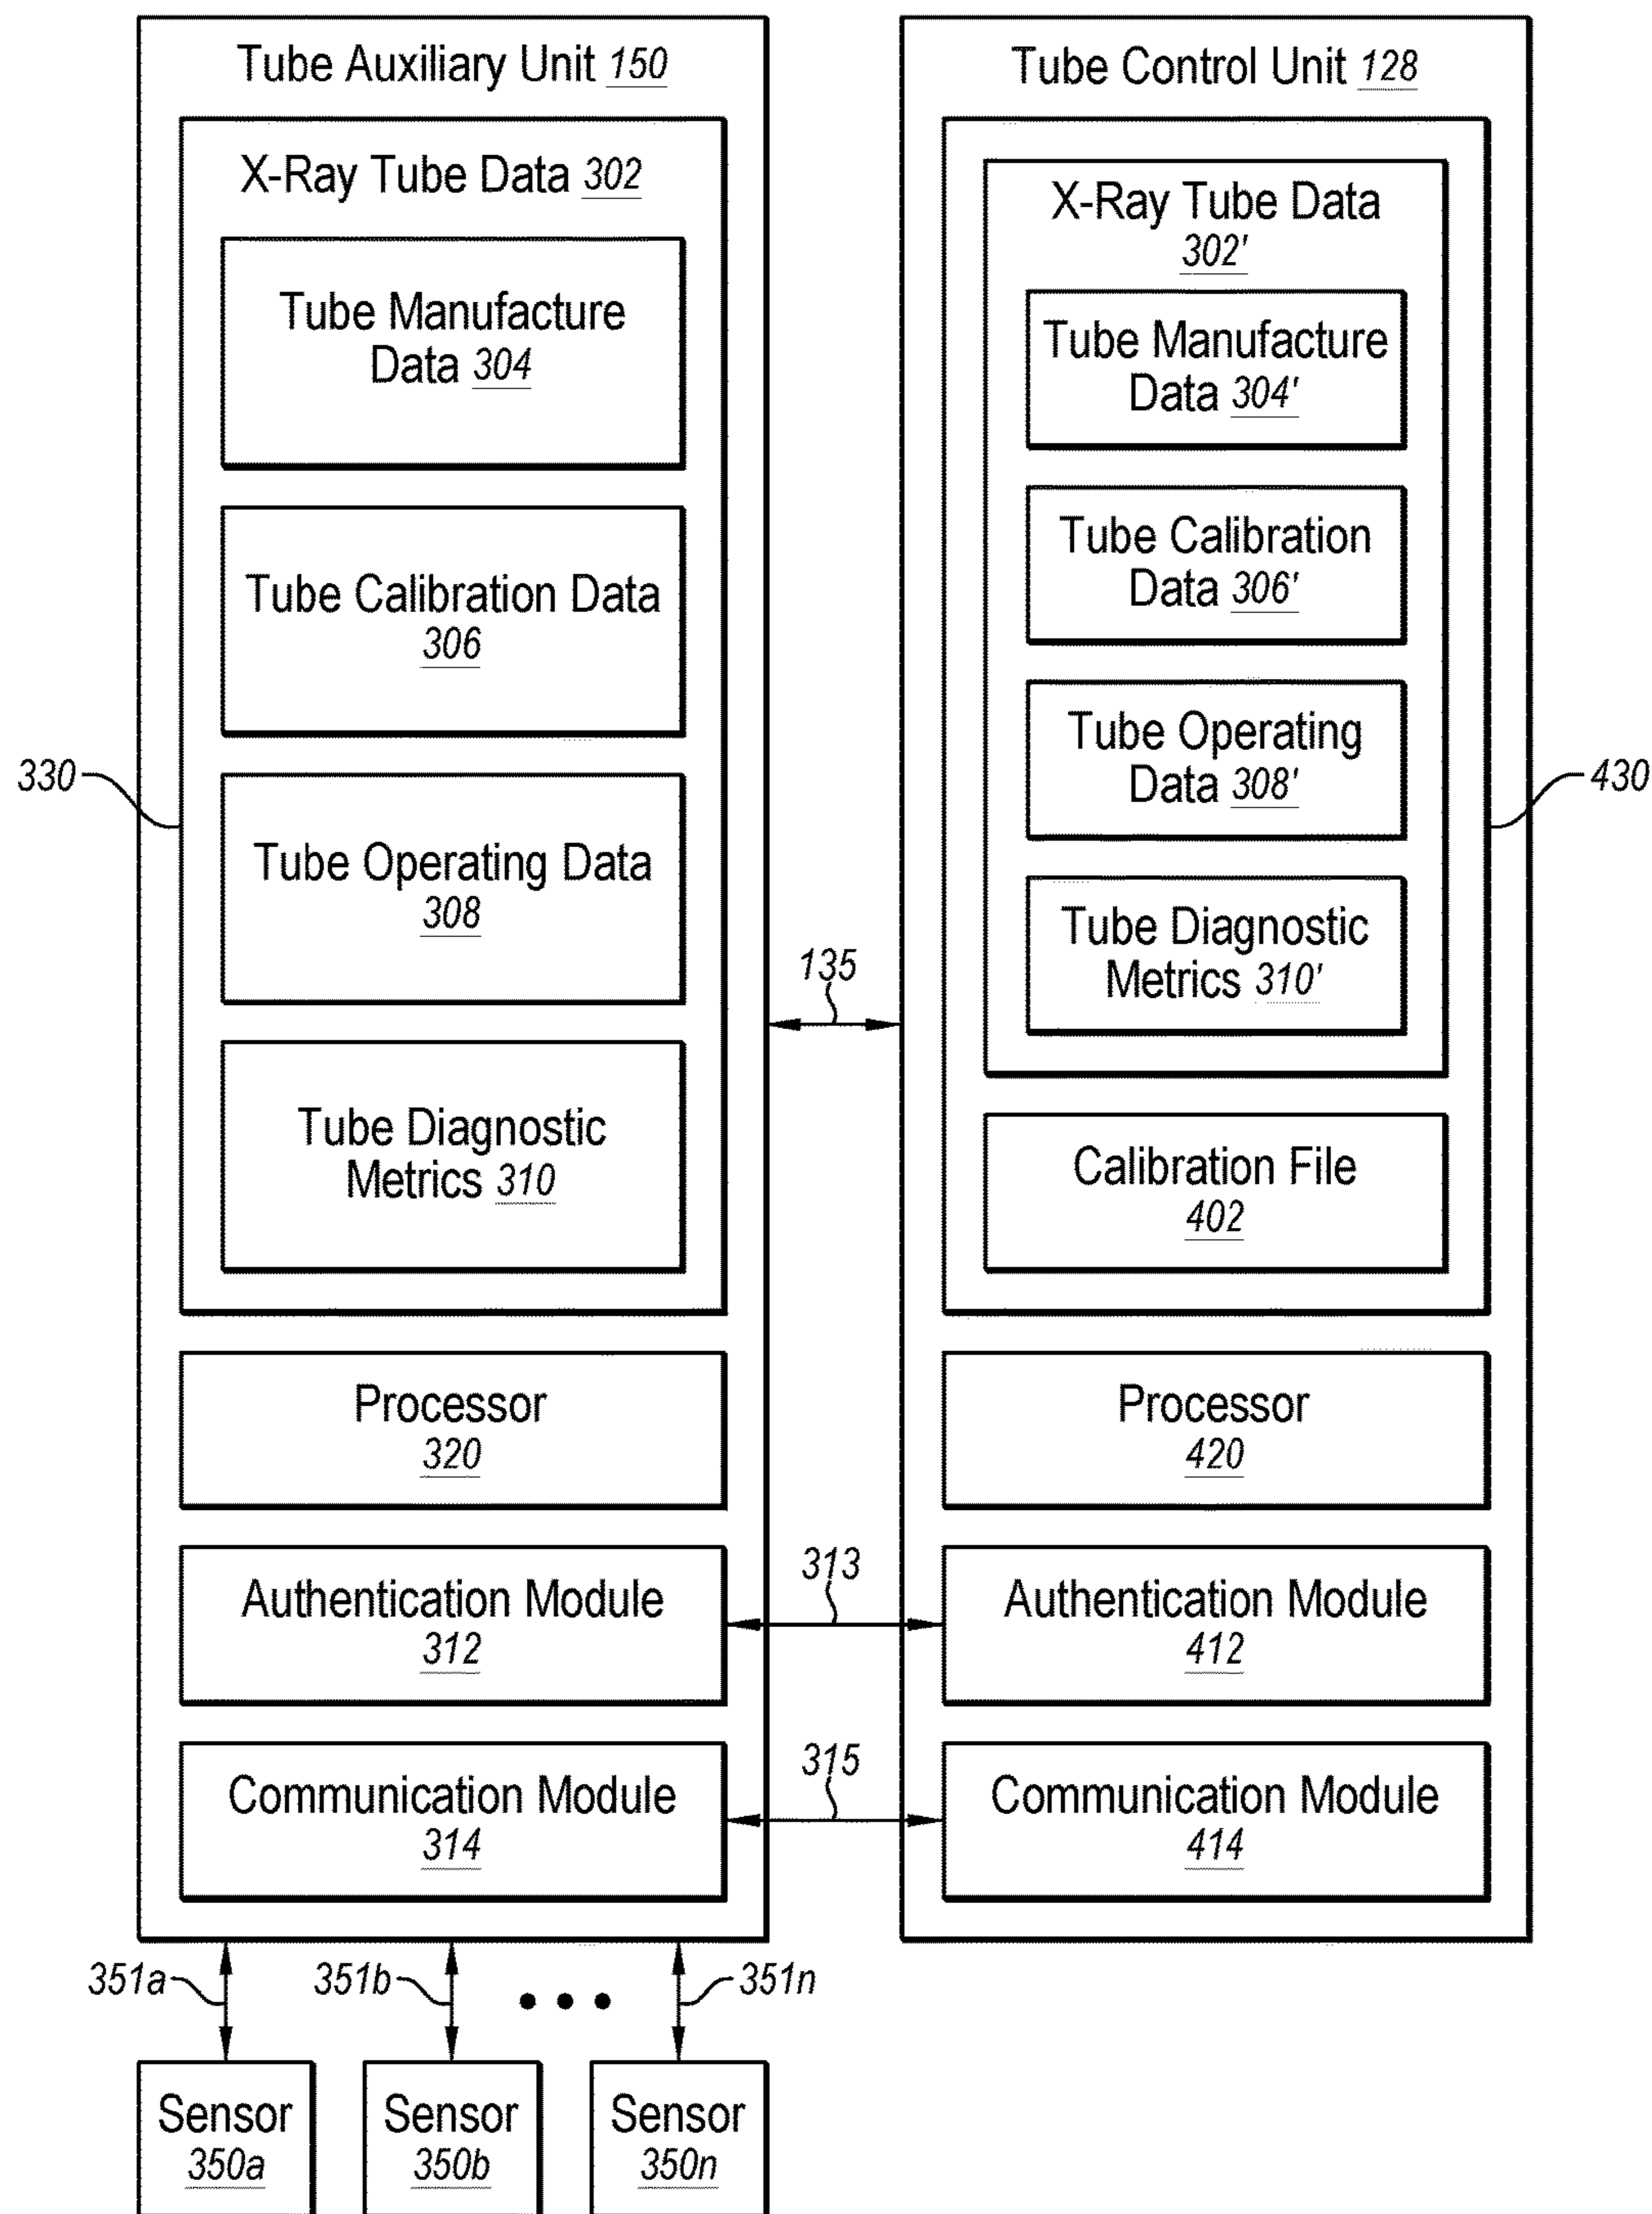 Tube Auxiliary Unit 150
X-Ray Tube Data 302
Tube Manufacture
Data 304
Tube Calibration Data
306
Tube Operating Data
308
Tube Diagnostic
Metrics 310
Processor
320
Authentication Module
312
Communication Module
314
330
351a
351b
351n
Sensor
350a
Sensor
350b
Sensor
350n
135
313
315
Tube Control Unit 128
X-Ray Tube Data
302'
Tube Manufacture
Data 304'
Tube Calibration
Data 306'
Tube Operating
Data 308'
Tube Diagnostic
Metrics 310'
Calibration File
402
Processor
420
Authentication Module
412
Communication Module
414
430